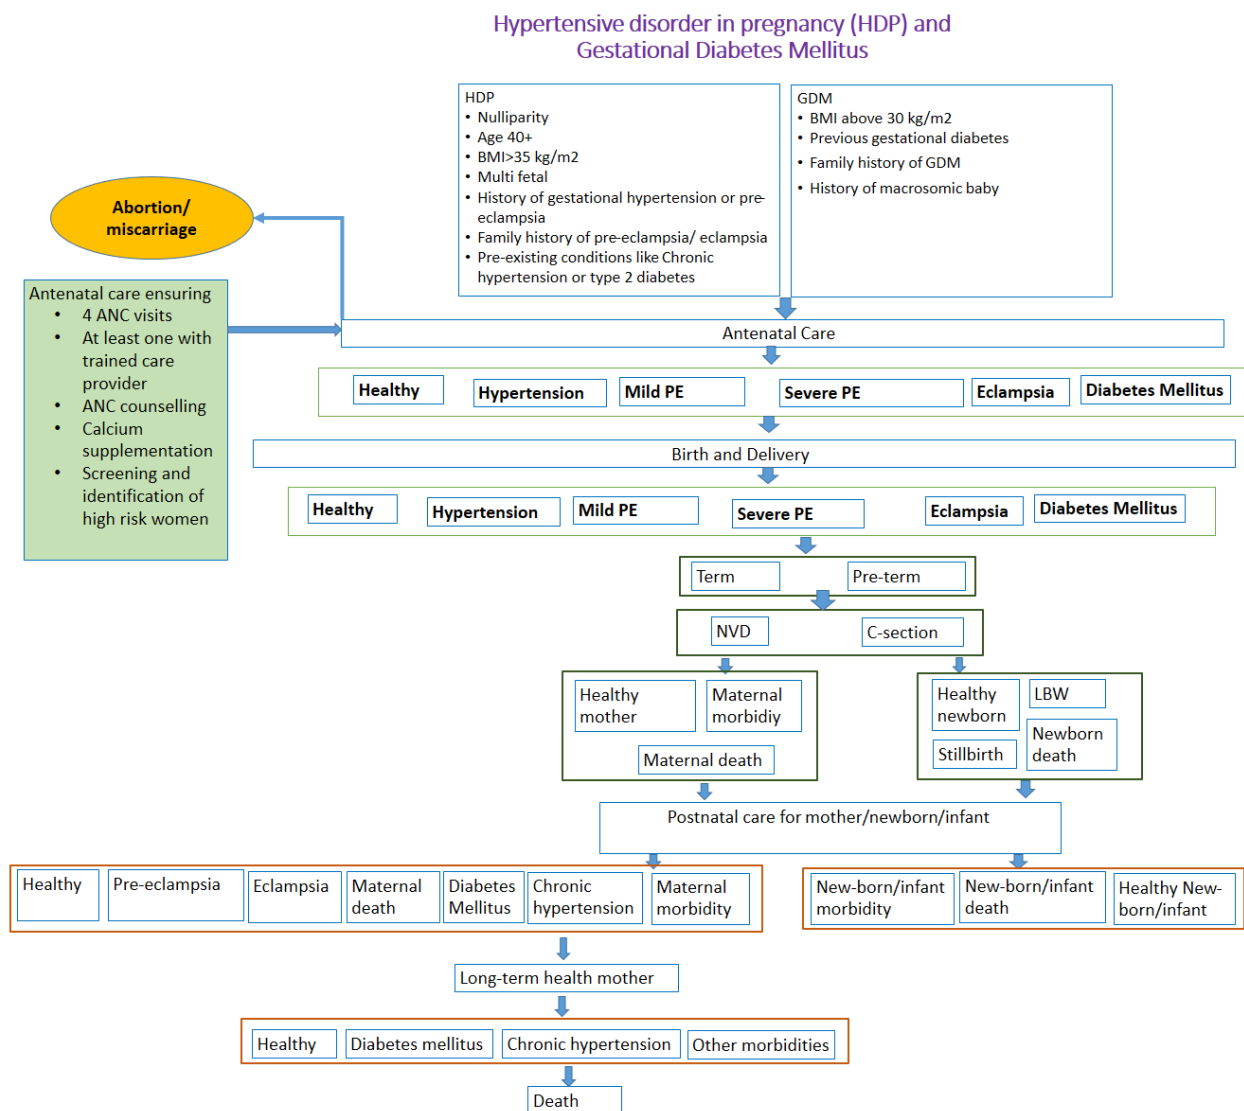 Hypertensive disorder in pregnancy (HDP) and
Gestational Diabetes Mellitus
HDP
• Nulliparity
• Age 40+
• BMI>35 kg/m2
• Multi fetal
• History of gestational hypertension or pre-
eclampsia
• Family history of pre-eclampsia/ eclampsia
• Pre-existing conditions like Chronic
hypertension or type 2 diabetes
GDM
• BMI above 30 kg/m2
• Previous gestational diabetes
• Family history of GDM
• History of macrosomic baby
Abortion/
miscarriage
Antenatal care ensuring
• 4 ANC visits
• At least one with
trained care
provider
• ANC counselling
• Calcium
supplementation
• Screening and
identification of
high risk women
Antenatal Care
Healthy
Hypertension
Mild PE
Severe PE
Eclampsia
Diabetes Mellitus
Birth and Delivery
Healthy
Hypertension
Mild PE
Severe PE
Eclampsia
Diabetes Mellitus
Term
Pre-term
NVD
C-section
Healthy
mother
Maternal
morbidiy
Maternal death
Healthy
newborn
LBW
Stillbirth
Newborn
death
Postnatal care for mother/newborn/infant
Healthy
Pre-eclampsia
Eclampsia
Maternal
death
Diabetes
Mellitus
Chronic
hypertension
Maternal
morbidity
New-born/infant
morbidity
New-born/infant
death
Healthy New-
born/infant
Long-term health mother
Healthy
Diabetes mellitus
Chronic hypertension
Other morbidities
Death